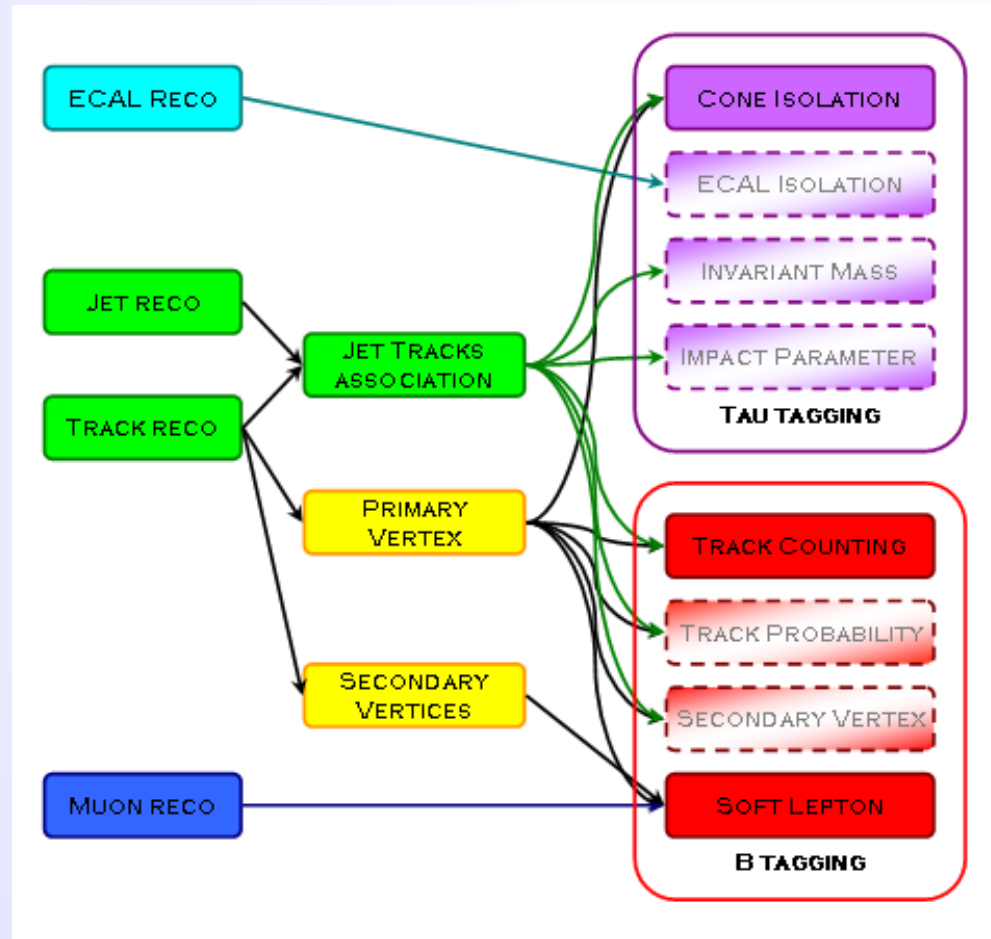 ECAL Reco
Jet reco
Track reco
Muon reco
Jet Tracks
association
Primary
Vertex
Secondary
Vertices
Cone Isolation
ECAL Isolation
Invariant Mass
Impact Parameter
Tau tagging
Track Counting
Track Probability
Secondary Vertex
Soft Lepton
B tagging